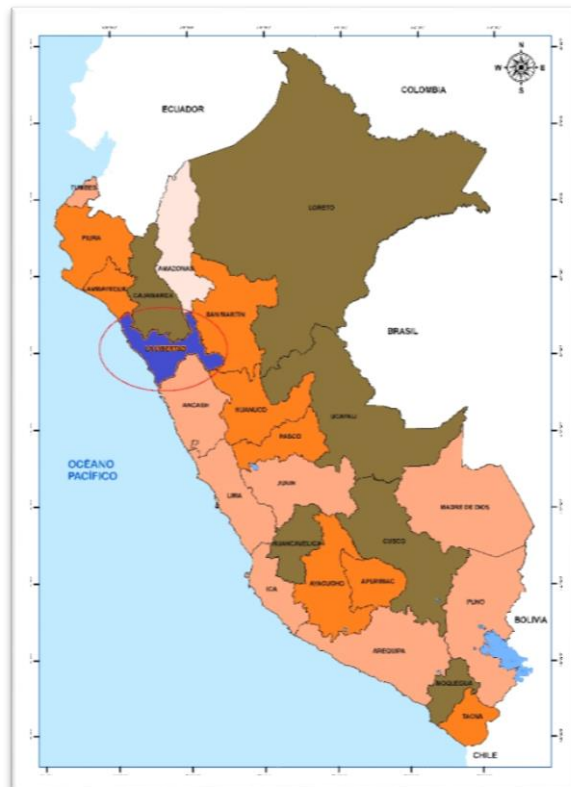 N
W E
S
COLOMBIA
ECUADOR
TUMBES
LORETO
PIURA
AMAZONAS
LAMBAYEQUE
CAJAMARCA
SAN MARTIN
BRASIL
LA LIBERTAD
ANCASH
HUANUCO
UCAYALI
PASCO
OCÉANO
PACÍFICO
JUNIN
LIMA
MADRE DE DIOS
HUANCAVELICA
CUSCO
AYACUCHO
APURIMAC
ICA
PUNO
BOLIVIA
AREQUIPA
MOQUEGUA
TACNA
CHILE